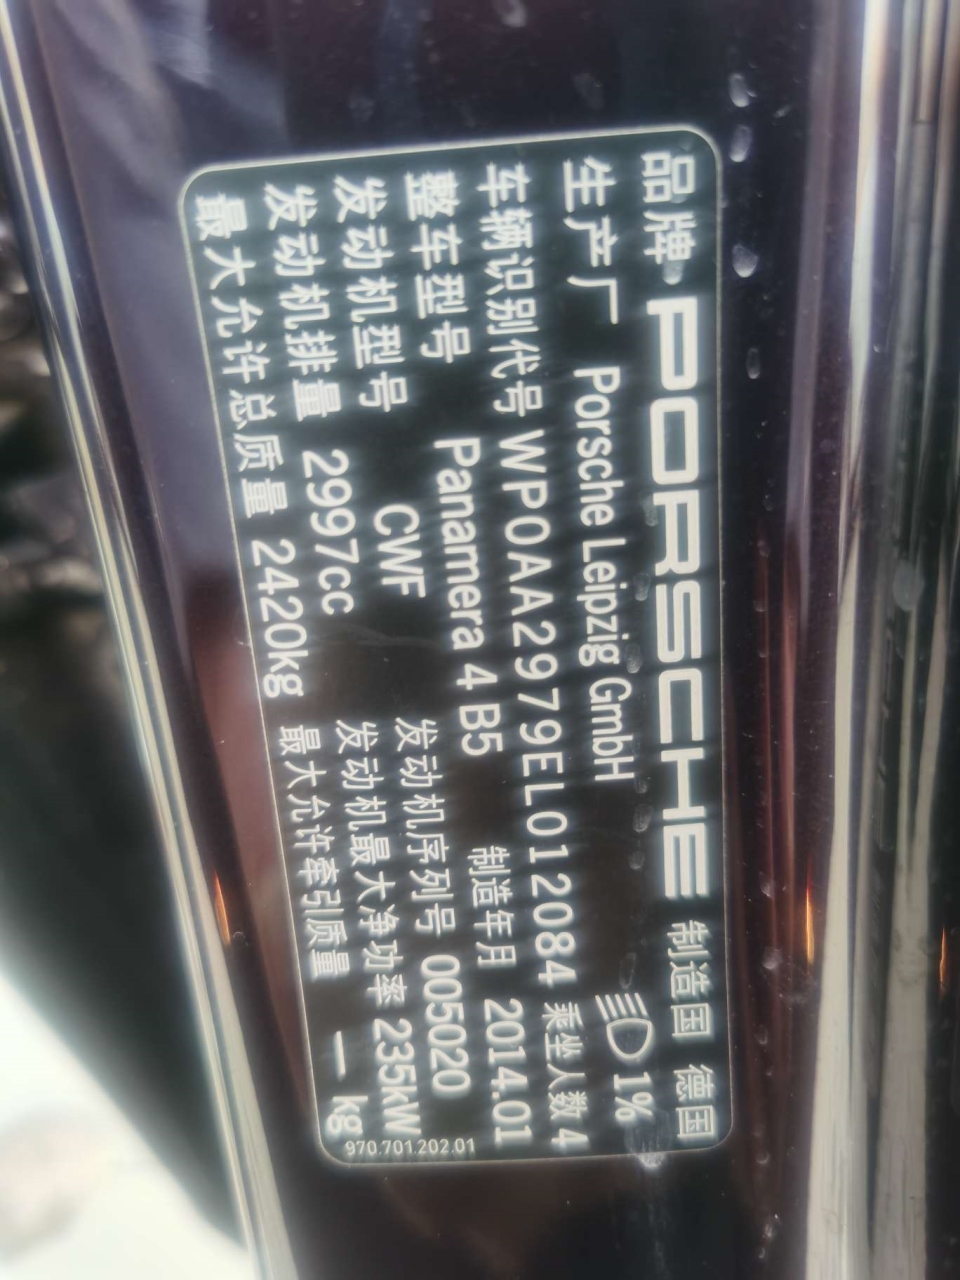 品牌 PORSCHE 制造国 德国
生产厂 Porsche Leipzig GmbH 1%
车辆识别代号 WP0AA2979EL012084 乘坐人数 4
整车型号 Panamera 4 B5 制造年月 2014.01
发动机型号 CWF 发动机序列号 005020
发动机排量 2997cc 发动机最大净功率 235kW
最大允许总质量 2420kg 最大允许牵引质量 — kg
970.701.202.01